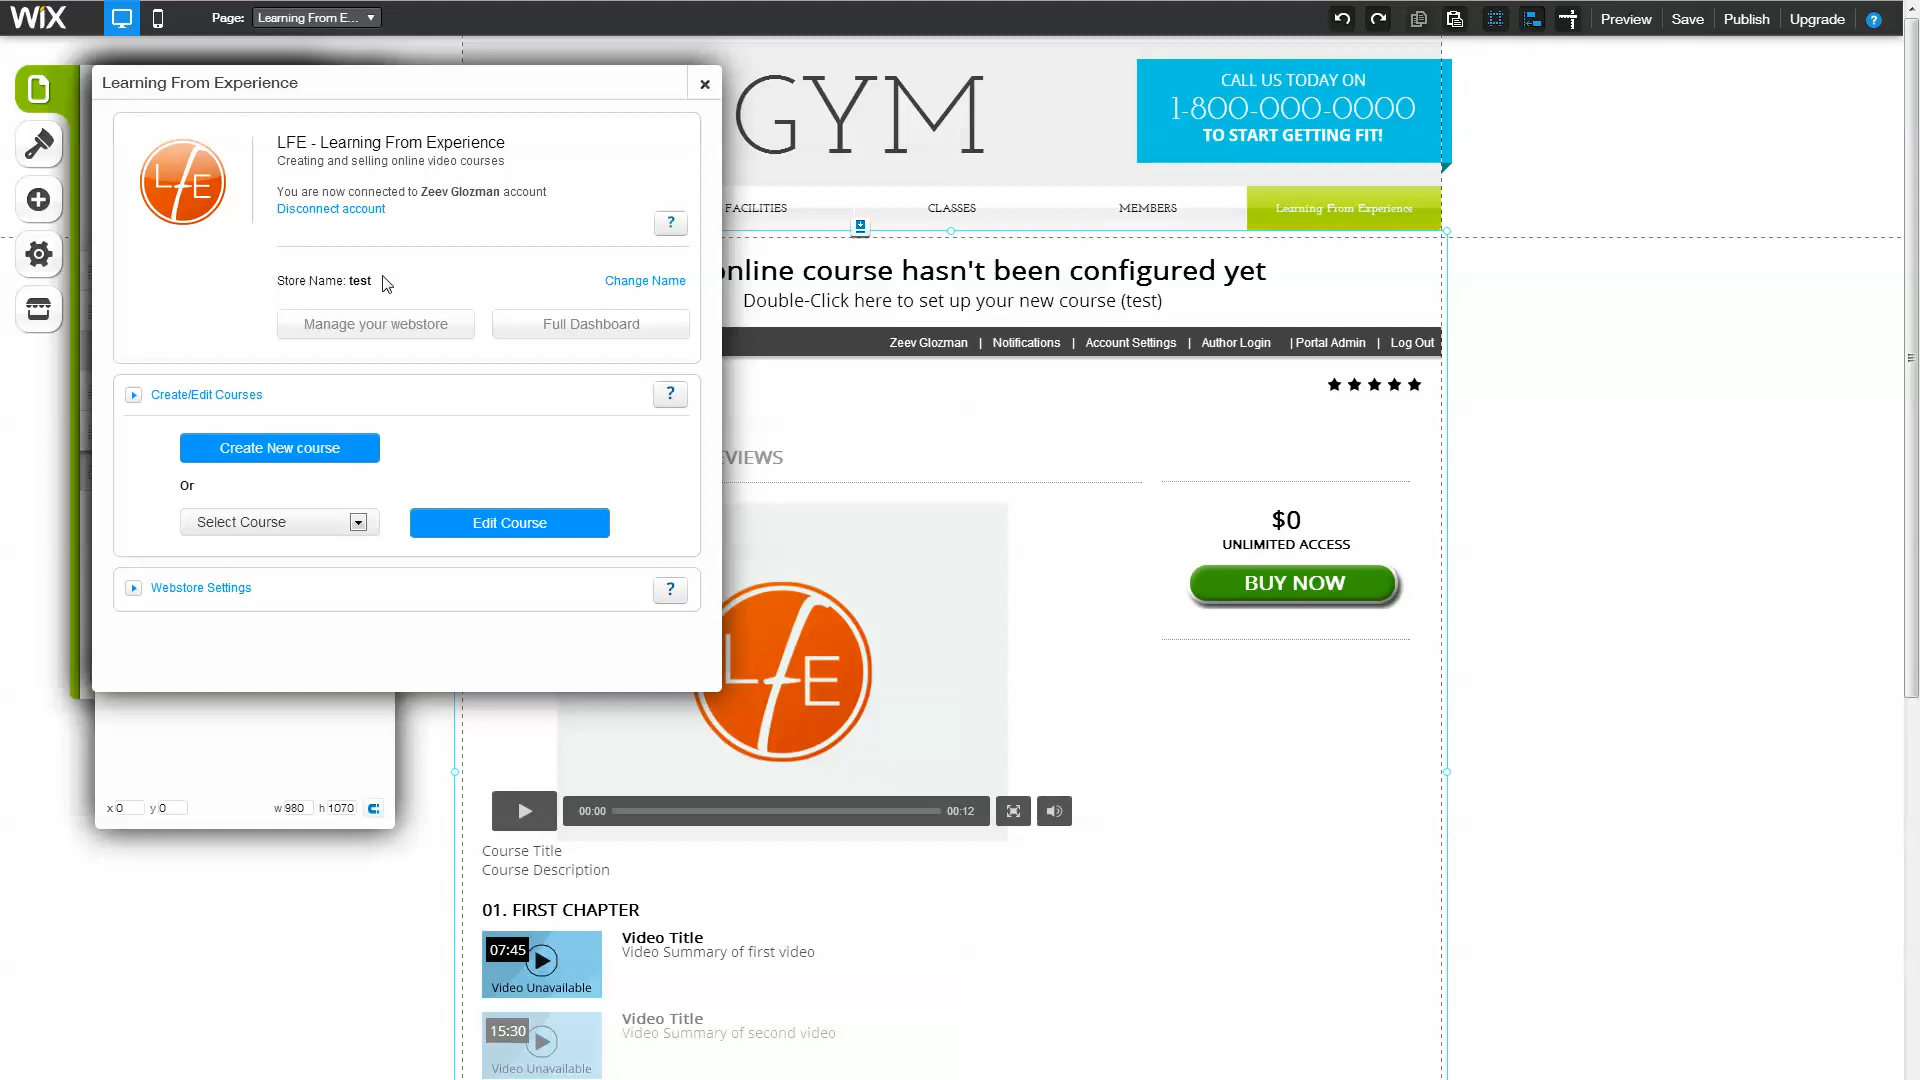 WiX
Page:
Learning From E...
Preview
Save
Publish
Upgrade
?
Learning From Experience
×
LFE
LFE - Learning From Experience
Creating and selling online video courses
You are now connected to Zeev Glozman account
Disconnect account
?
Store Name: test
Change Name
Manage your webstore
Full Dashboard
Create/Edit Courses
?
Create New course
Or
Select Course
Edit Course
Webstore Settings
?
x 0 y 0 w 980 h 1070
GYM
CALL US TODAY ON
1-800-000-0000
TO START GETTING FIT!
FACILITIES
CLASSES
MEMBERS
Learning From Experience
nline course hasn't been configured yet
Double-Click here to set up your new course (test)
Zeev Glozman | Notifications | Account Settings | Author Login | Portal Admin | Log Out
EVIEWS
$0
UNLIMITED ACCESS
BUY NOW
LFE
00:00
00:12
Course Title
Course Description
01. FIRST CHAPTER
07:45
Video Unavailable
Video Title
Video Summary of first video
15:30
Video Unavailable
Video Title
Video Summary of second video